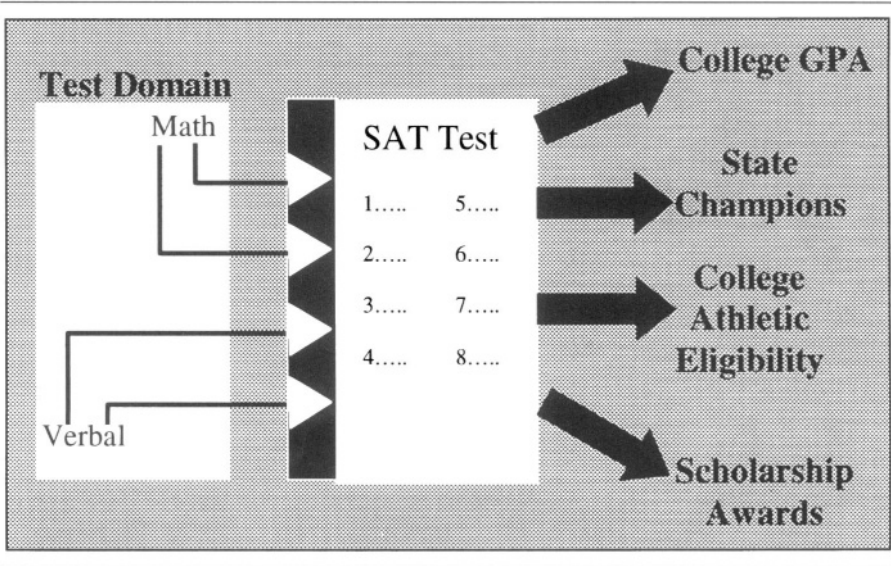 Test Domain
Math
Verbal
SAT Test
1..... 5.....
2..... 6.....
3..... 7.....
4..... 8.....
College GPA
State
Champions
College
Athletic
Eligibility
Scholarship
Awards